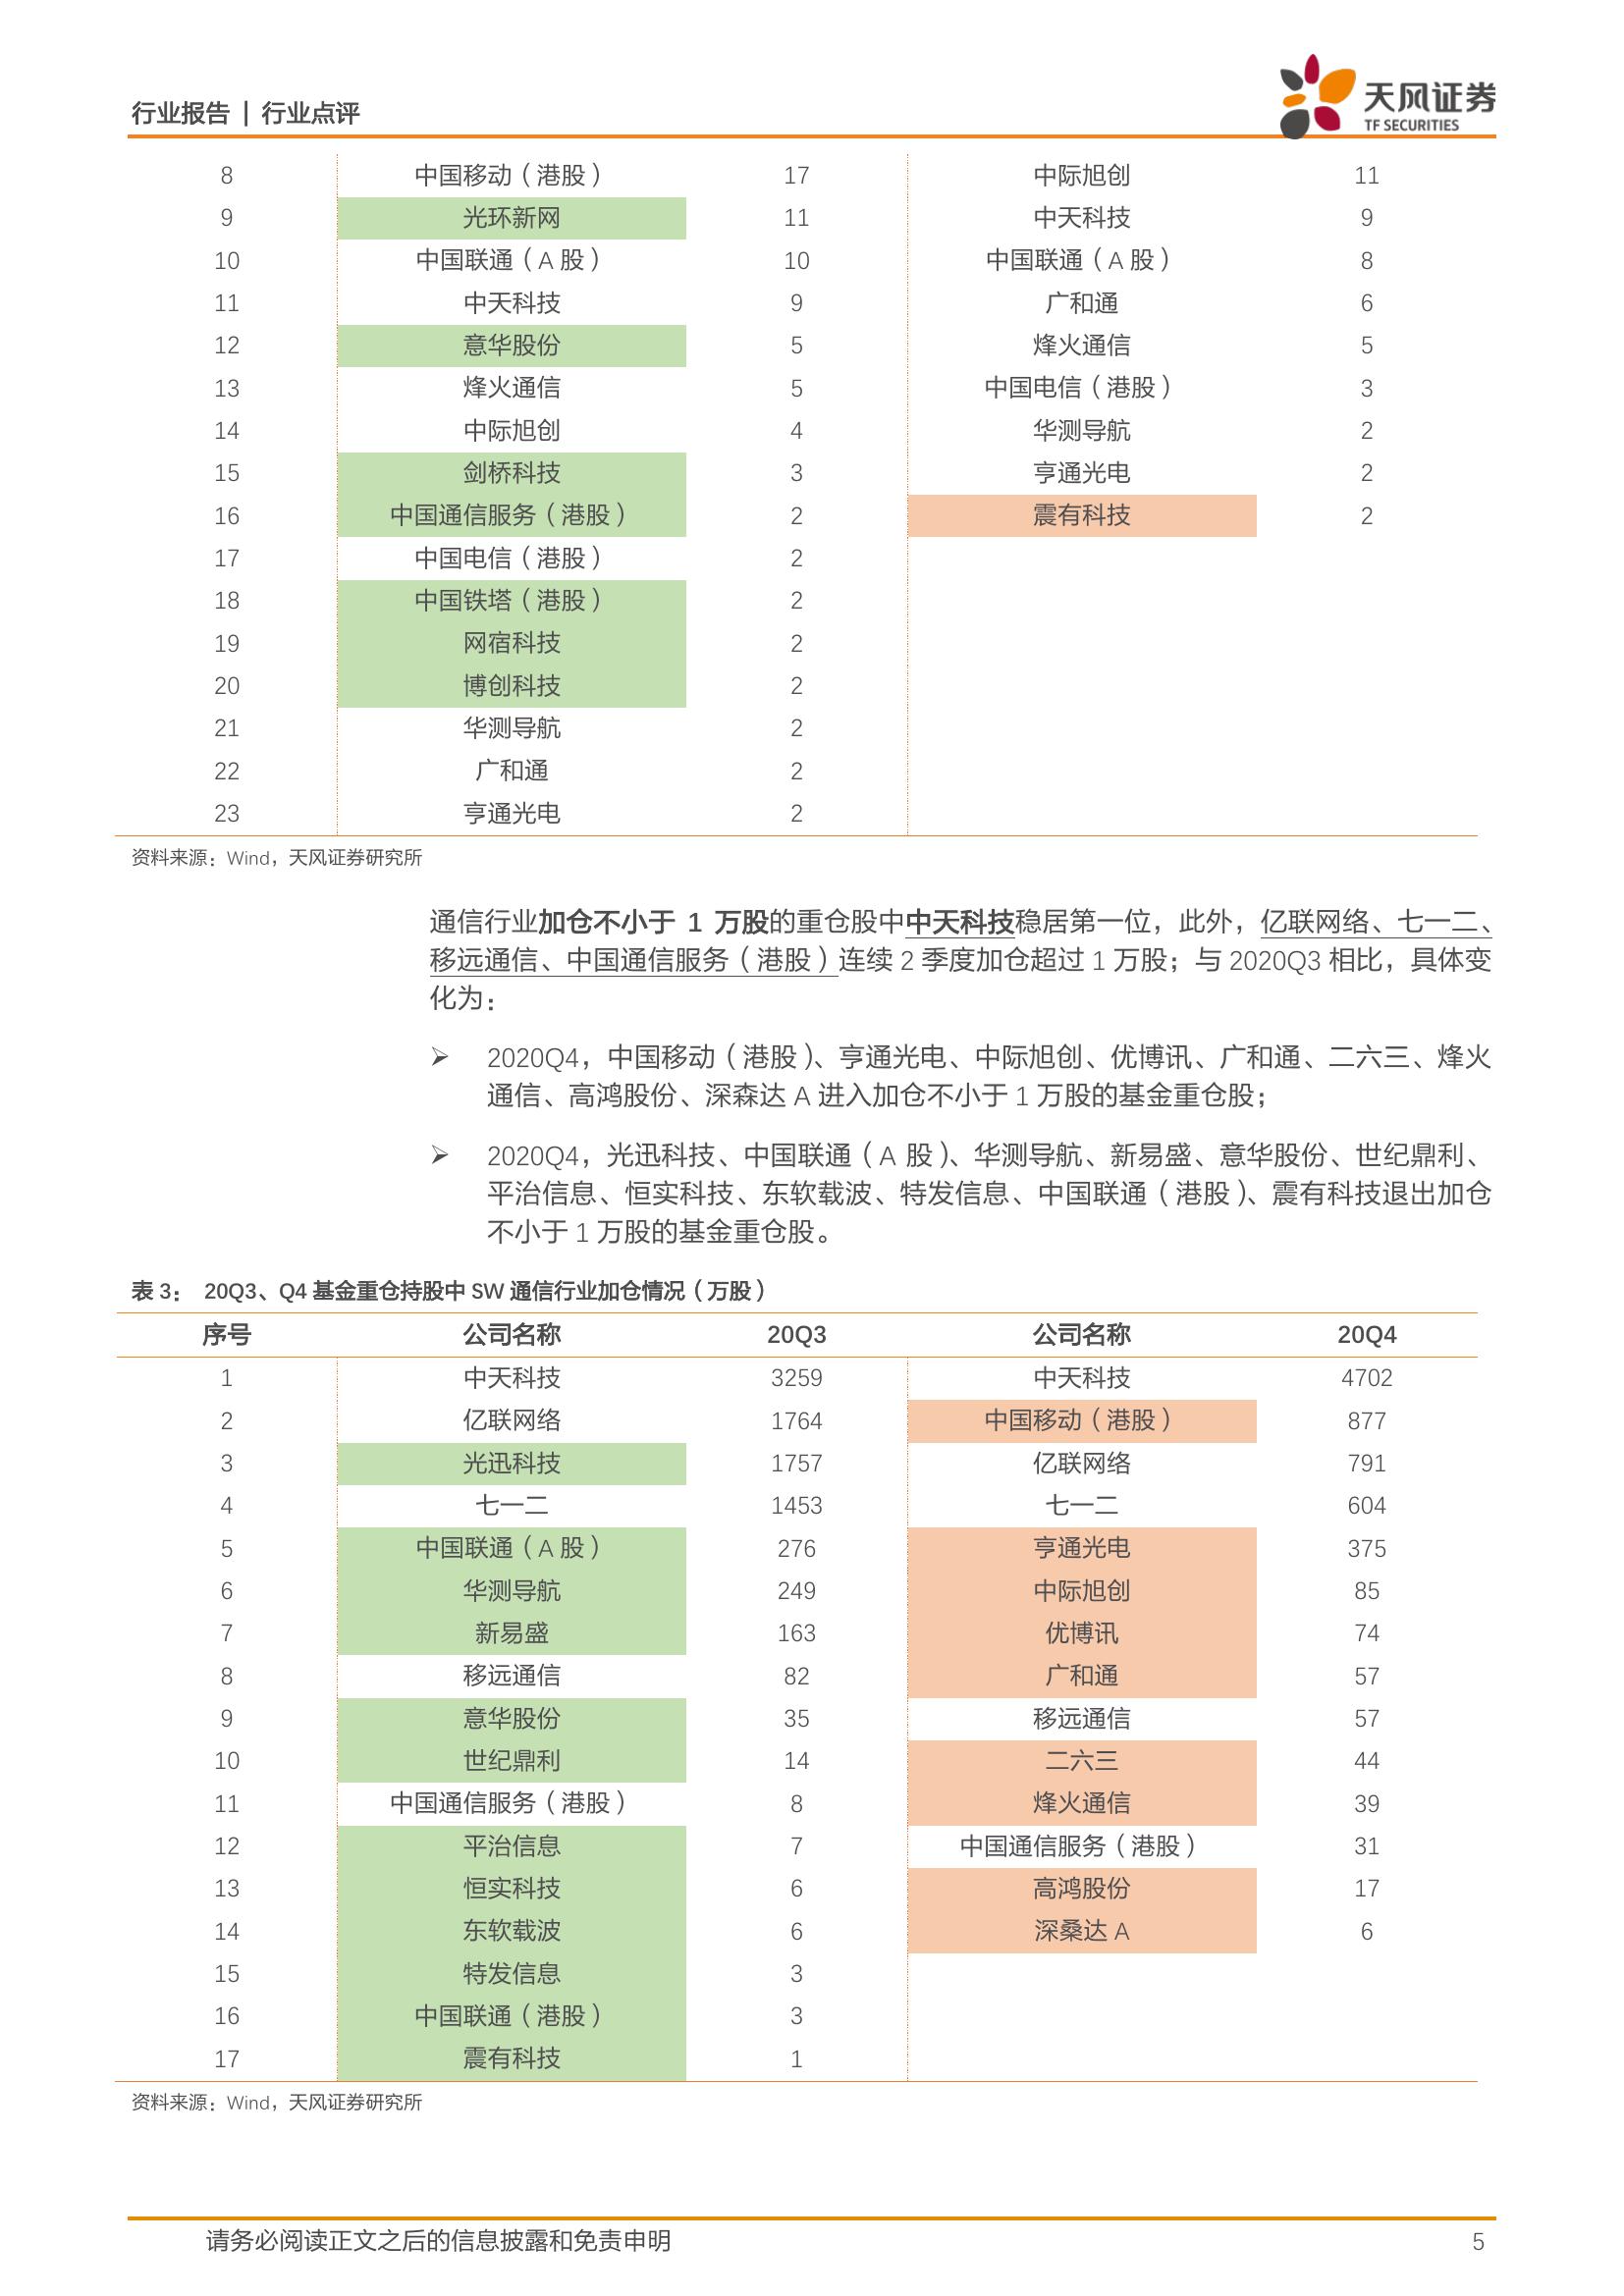 行业报告 | 行业点评
天风证券
TF SECURITIES
8 中国移动（港股） 17 中际旭创 11
9 光环新网 11 中天科技 9
10 中国联通（A 股） 10 中国联通（A 股） 8
11 中天科技 9 广和通 6
12 意华股份 5 烽火通信 5
13 烽火通信 5 中国电信（港股） 3
14 中际旭创 4 华测导航 2
15 剑桥科技 3 亨通光电 2
16 中国通信服务（港股） 2 震有科技 2
17 中国电信（港股） 2
18 中国铁塔（港股） 2
19 网宿科技 2
20 博创科技 2
21 华测导航 2
22 广和通 2
23 亨通光电 2
资料来源：Wind，天风证券研究所
通信行业加仓不小于 1 万股的重仓股中中天科技稳居第一位，此外，亿联网络、七一二、
移远通信、中国通信服务（港股）连续 2 季度加仓超过 1 万股；与 2020Q3 相比，具体变
化为：
➢ 2020Q4，中国移动（港股）、亨通光电、中际旭创、优博讯、广和通、二六三、烽火
通信、高鸿股份、深森达 A 进入加仓不小于 1 万股的基金重仓股；
➢ 2020Q4，光迅科技、中国联通（A 股）、华测导航、新易盛、意华股份、世纪鼎利、
平治信息、恒实科技、东软载波、特发信息、中国联通（港股）、震有科技退出加仓
不小于 1 万股的基金重仓股。
表 3： 20Q3、Q4 基金重仓持股中 SW 通信行业加仓情况（万股）
序号 公司名称 20Q3 公司名称 20Q4
1 中天科技 3259 中天科技 4702
2 亿联网络 1764 中国移动（港股） 877
3 光迅科技 1757 亿联网络 791
4 七一二 1453 七一二 604
5 中国联通（A 股） 276 亨通光电 375
6 华测导航 249 中际旭创 85
7 新易盛 163 优博讯 74
8 移远通信 82 广和通 57
9 意华股份 35 移远通信 57
10 世纪鼎利 14 二六三 44
11 中国通信服务（港股） 8 烽火通信 39
12 平治信息 7 中国通信服务（港股） 31
13 恒实科技 6 高鸿股份 17
14 东软载波 6 深桑达 A 6
15 特发信息 3
16 中国联通（港股） 3
17 震有科技 1
资料来源：Wind，天风证券研究所
请务必阅读正文之后的信息披露和免责申明 5